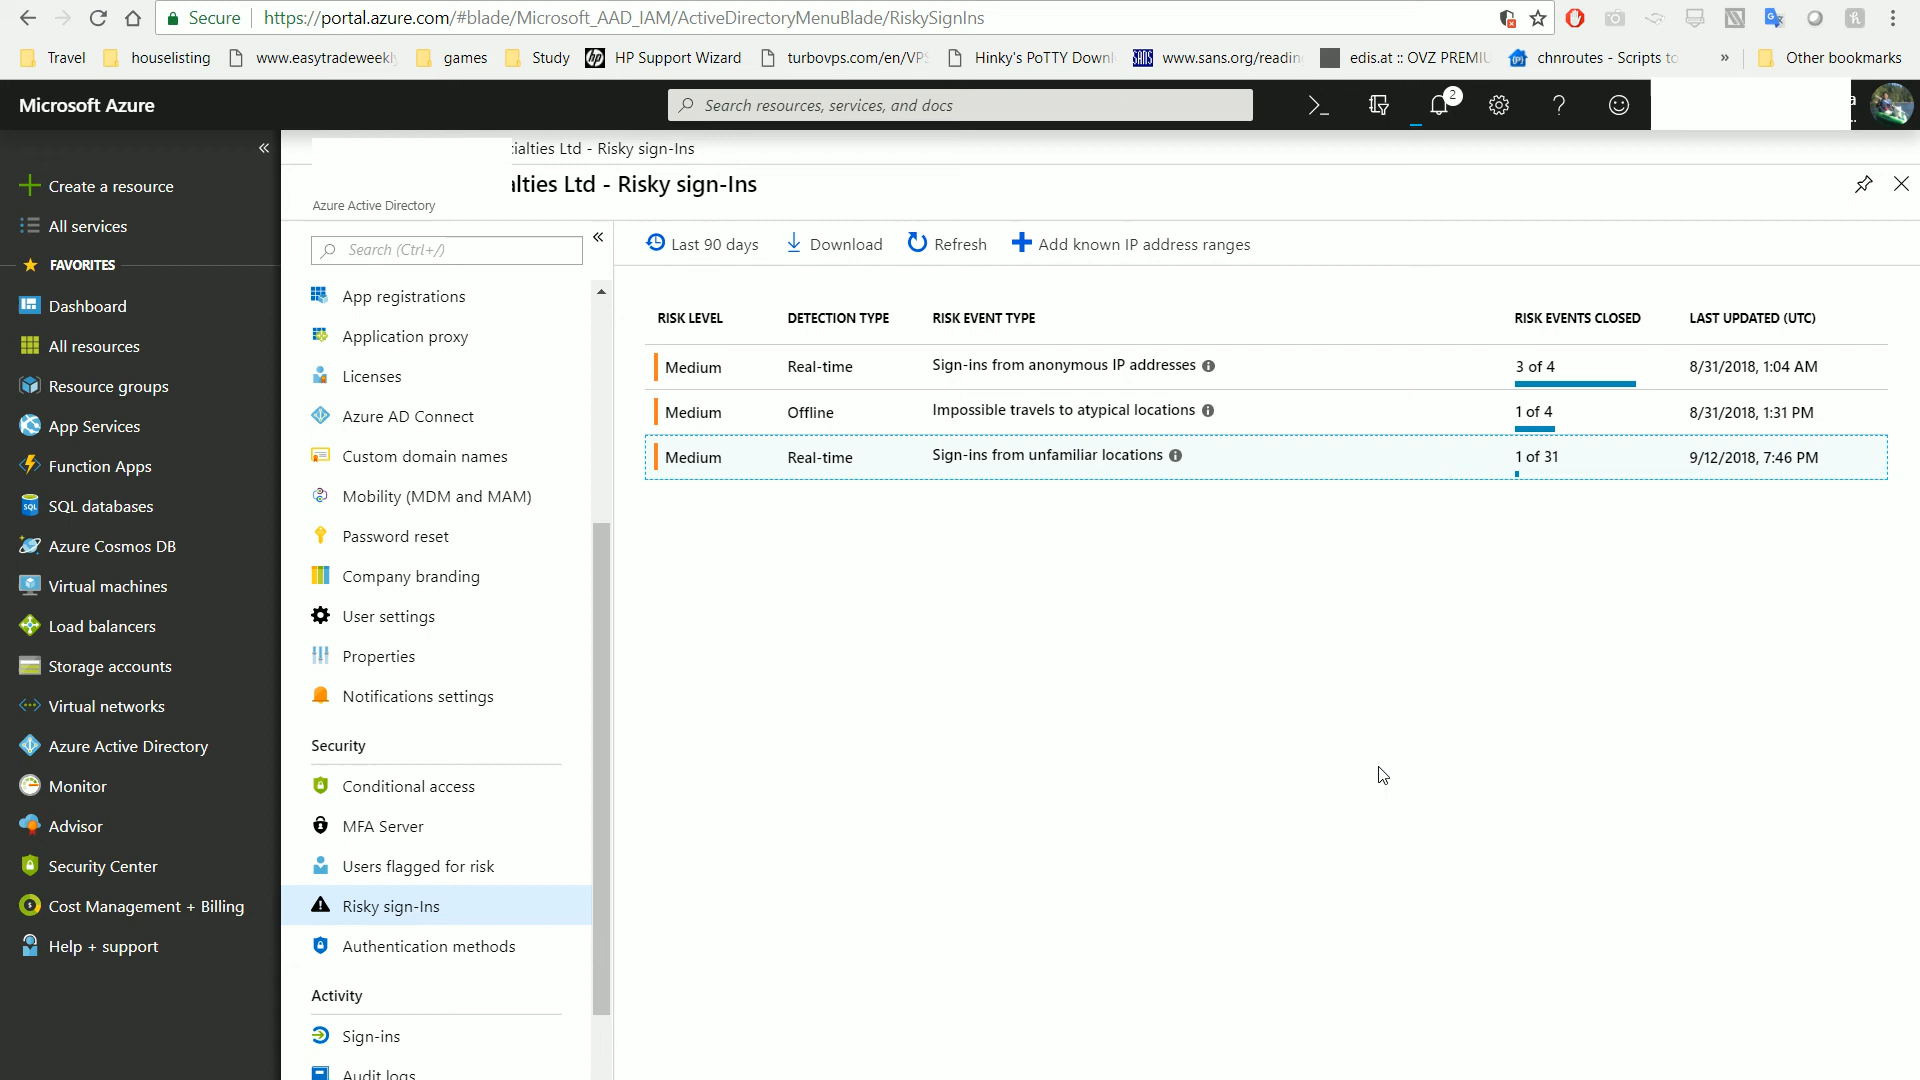 Secure https://portal.azure.com/#blade/Microsoft_AAD_IAM/ActiveDirectoryMenuBlade/RiskySignIns
Travel houselisting www.easytradeweekl games Study HP Support Wizard turbovps.com/en/VP Hinky's PoTTY Downl www.sans.org/readin edis.at :: OVZ PREMIU chnroutes - Scripts to » Other bookmarks
Microsoft Azure
Search resources, services, and docs
2
Create a resource
All services
FAVORITES
Dashboard
All resources
Resource groups
App Services
Function Apps
SQL databases
Azure Cosmos DB
Virtual machines
Load balancers
Storage accounts
Virtual networks
Azure Active Directory
Monitor
Advisor
Security Center
Cost Management + Billing
Help + support
ialties Ltd - Risky sign-Ins
lties Ltd - Risky sign-Ins
Azure Active Directory
Search (Ctrl+/)
App registrations
Application proxy
Licenses
Azure AD Connect
Custom domain names
Mobility (MDM and MAM)
Password reset
Company branding
User settings
Properties
Notifications settings
Security
Conditional access
MFA Server
Users flagged for risk
Risky sign-Ins
Authentication methods
Activity
Sign-ins
Audit logs
Last 90 days Download Refresh Add known IP address ranges
RISK LEVEL DETECTION TYPE RISK EVENT TYPE RISK EVENTS CLOSED LAST UPDATED (UTC)
Medium Real-time Sign-ins from anonymous IP addresses 3 of 4 8/31/2018, 1:04 AM
Medium Offline Impossible travels to atypical locations 1 of 4 8/31/2018, 1:31 PM
Medium Real-time Sign-ins from unfamiliar locations 1 of 31 9/12/2018, 7:46 PM